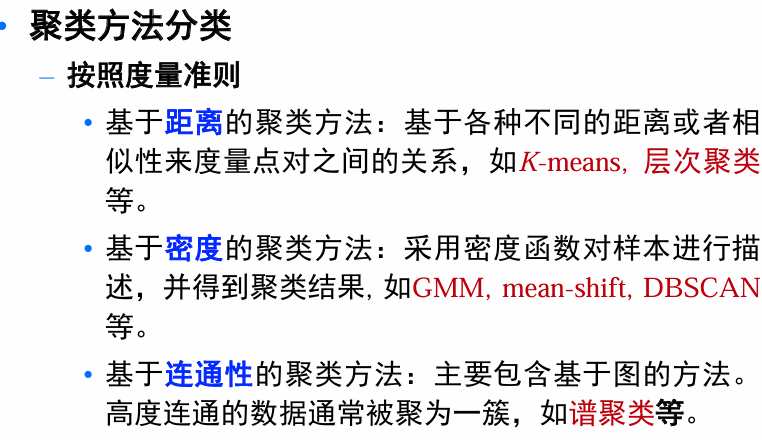 • 聚类方法分类
– 按照度量准则
• 基于距离的聚类方法：基于各种不同的距离或者相
似性来度量点对之间的关系，如K-means, 层次聚类
等。
• 基于密度的聚类方法：采用密度函数对样本进行描
述，并得到聚类结果, 如GMM, mean-shift, DBSCAN
等。
• 基于连通性的聚类方法：主要包含基于图的方法。
高度连通的数据通常被聚为一簇，如谱聚类等。